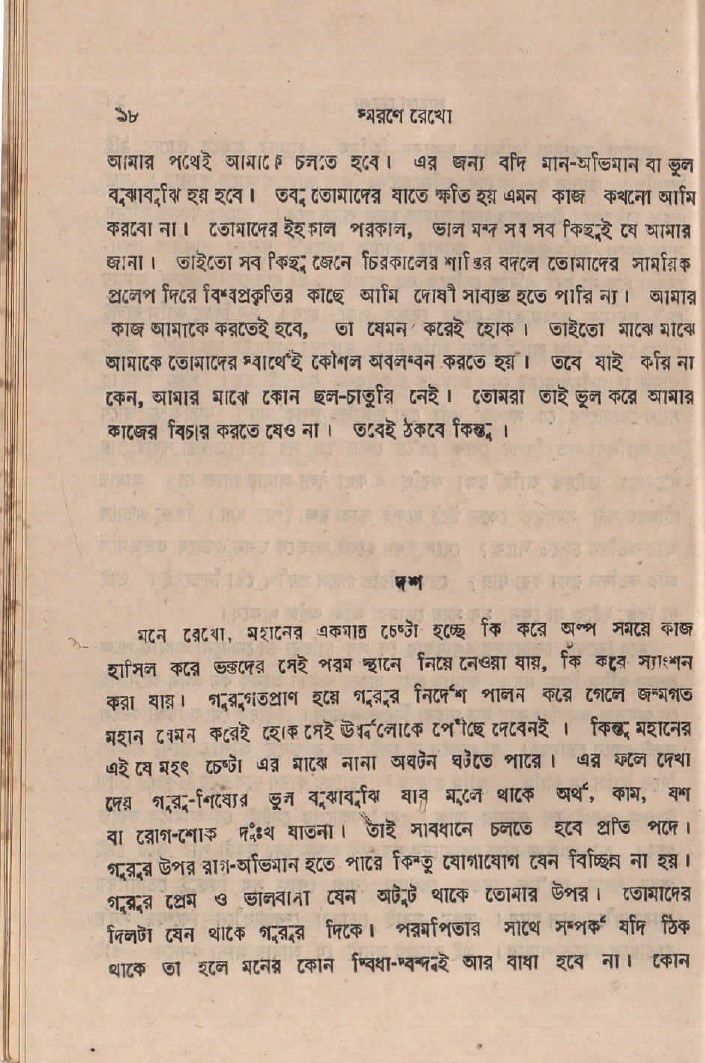 ১৮ স্মরণে রেখো
আমার পথেই আমাকে চলতে হবে। এর জন্য যদি মান-অভিমান বা ভুল
বুঝাবুঝি হয় হবে। তবু তোমাদের যাতে ক্ষতি হয় এমন কাজ কখনো আমি
করবো না। তোমাদের ইহকাল পরকাল, ভাল মন্দ সব সব কিছুই যে আমার
জানা। তাইতো সব কিছু জেনে চিরকালের শান্তির বদলে তোমাদের সাময়িক
প্রলেপ দিয়ে বিশ্বপ্রকৃতির কাছে আমি দোষী সাব্যস্ত হতে পারি না। আমার
কাজ আমাকে করতেই হবে, তা যেমন করেই হোক। তাইতো মাঝে মাঝে
আমাকে তোমাদের স্বার্থেই কৌশল অবলম্বন করতে হয়। তবে যাই করি না
কেন, আমার মাঝে কোন ছল-চাতুরি নেই। তোমরা তাই ভুল করে আমার
কাজের বিচার করতে যেও না। তবেই ঠকবে কিন্তু।
দশ
মনে রেখো, মহানের একমাত্র চেষ্টা হচ্ছে কি করে অল্প সময়ে কাজ
হাসিল করে ভক্তদের সেই পরম স্থানে নিয়ে নেওয়া যায়, কি করে স্যাংশন
করা যায়। গুরুগতপ্রাণ হয়ে গুরুর নির্দেশ পালন করে গেলে জন্মগত
মহান যেমন করেই হোক সেই ঊর্ধ্বলোকে পৌঁছে দেবেনই। কিন্তু মহানের
এই যে মহৎ চেষ্টা এর মাঝে নানা অঘটন ঘটতে পারে। এর ফলে দেখা
দেয় গুরু-শিষ্যের ভুল বুঝাবুঝি যার মূলে থাকে অর্থ, কাম, যশ
বা রোগ-শোক দুঃখ যাতনা। তাই সাবধানে চলতে হবে প্রতি পদে।
গুরুর উপর রাগ-অভিমান হতে পারে কিন্তু যোগাযোগ যেন বিচ্ছিন্ন না হয়।
গুরুর প্রেম ও ভালবাসা যেন অটুট থাকে তোমার উপর। তোমাদের
দিলটা যেন থাকে গুরুর দিকে। পরমপিতার সাথে সম্পর্ক যদি ঠিক
থাকে তা হলে মনের কোন দ্বিধা-দ্বন্দ্বই আর বাধা হবে না। কোন